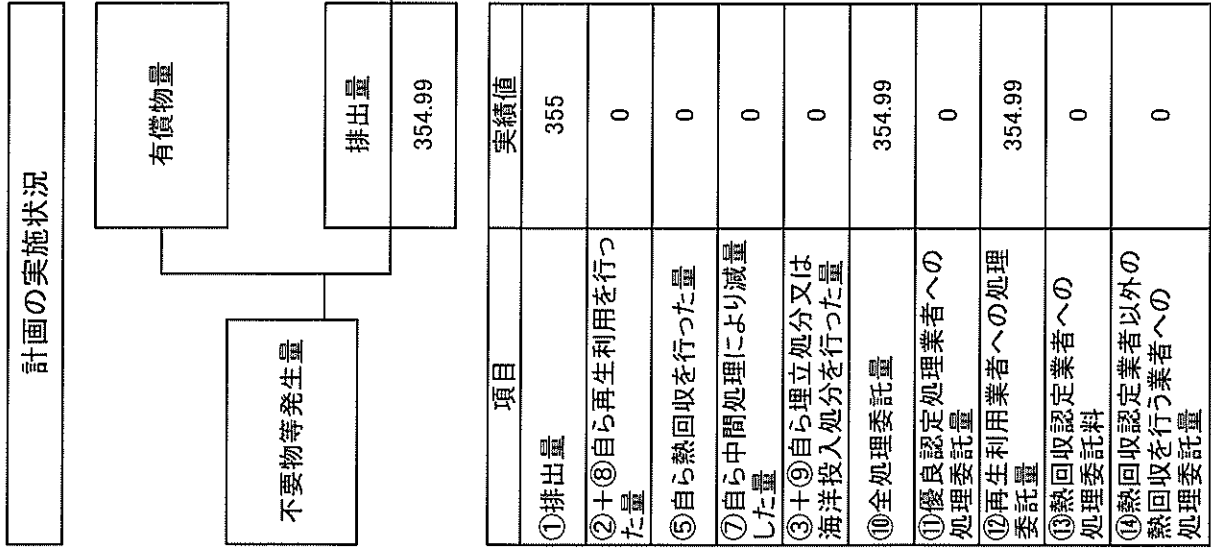 計画の実施状況
有償物量
不要物等発生量
排出量
354.99
項目
実績値
①排出量
355
②+⑧自ら再生利用を行っ
た量
0
⑤自ら熱回収を行った量
0
⑦自ら中間処理により減量
した量
0
③+⑨自ら埋立処分又は
海洋投入処分を行った量
0
⑩全処理委託量
354.99
⑪優良認定処理業者への
処理委託量
0
⑫再生利用業者への処理
委託量
354.99
⑬熱回収認定業者への
処理委託料
0
⑭熱回収認定業者以外の
熱回収を行う業者への
処理委託量
0